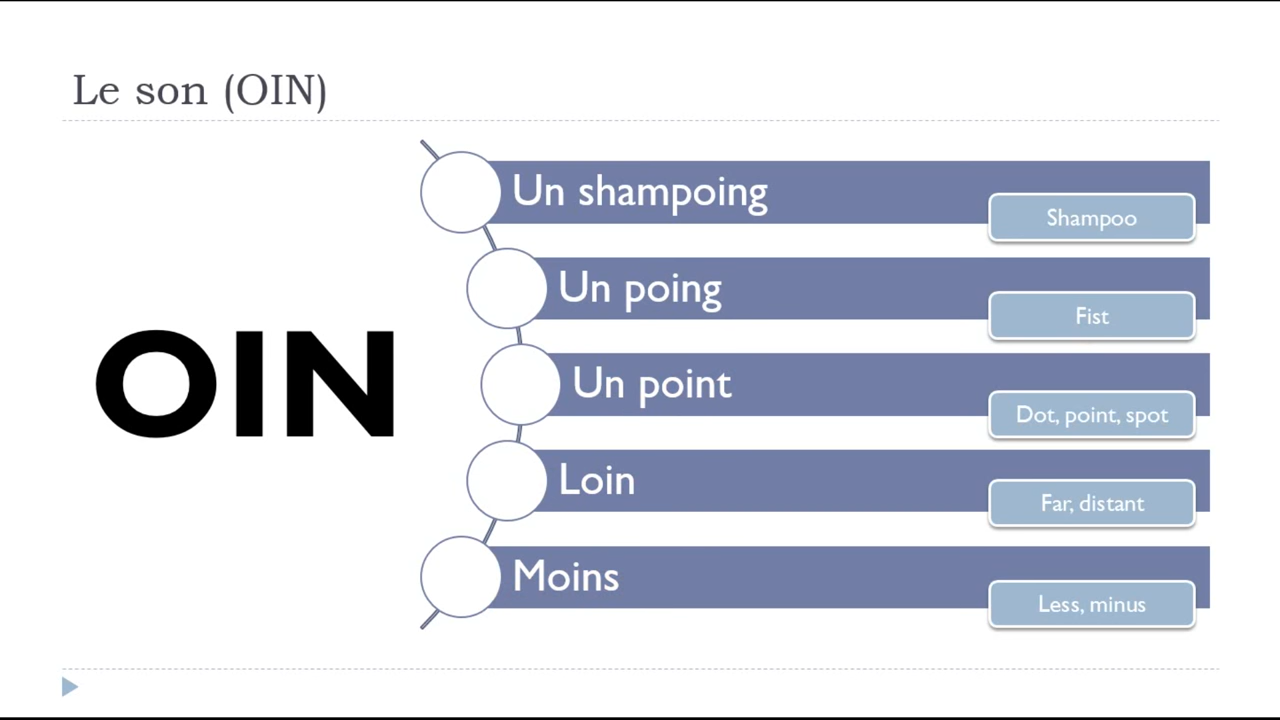 Le son (OIN)
OIN
Un shampoing
Shampoo
Un poing
Fist
Un point
Dot, point, spot
Loin
Far, distant
Moins
Less, minus